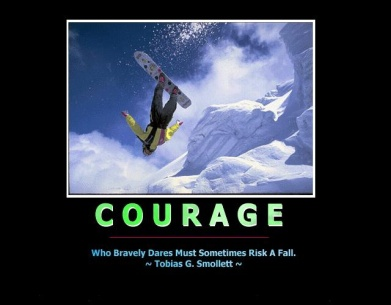 COURAGE
Who Bravely Dares Must Sometimes Risk A Fall.
~ Tobias G. Smollett ~